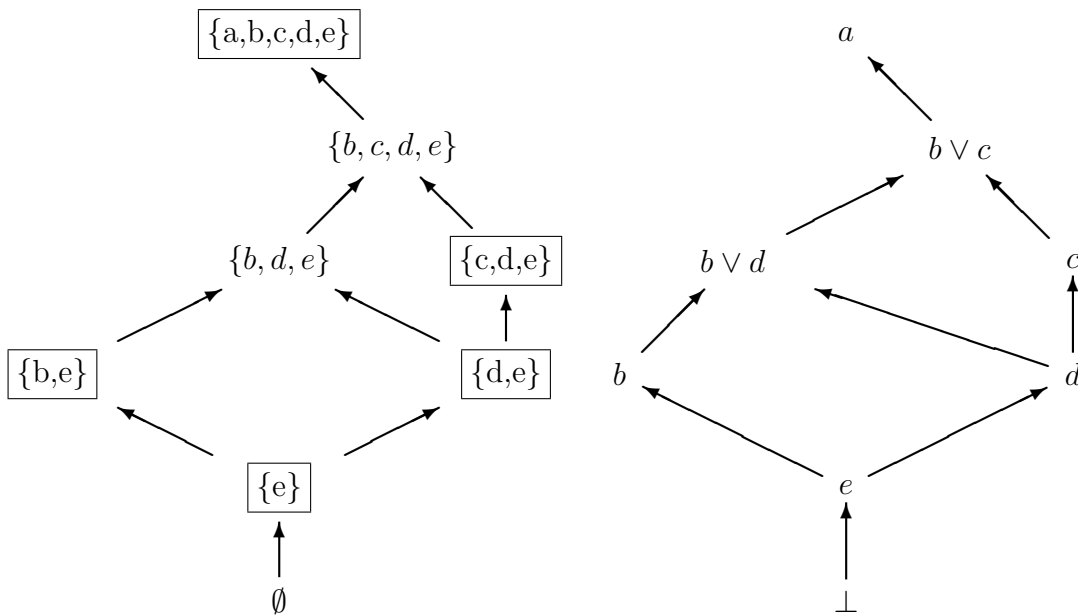 {a,b,c,d,e}
a
{b, c, d, e}
b ∨ c
{b, d, e}
{c,d,e}
b ∨ d
c
{b,e}
{d,e}
b
d
{e}
e
∅
⊥